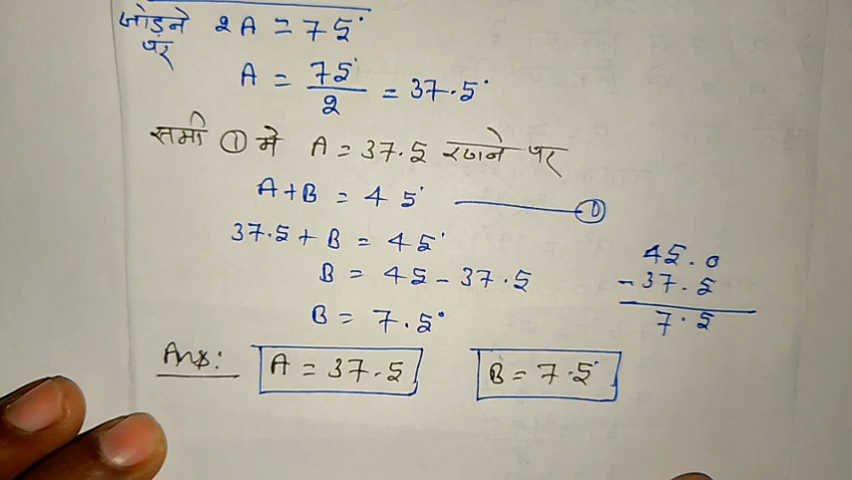 जोड़ने 2A = 75°
पर
A = 75°/2 = 37.5°
समी ① में A = 37.5 रखने पर
A+B = 45° ①
37.5 + B = 45°
B = 45 - 37.5
B = 7.5°
45.0
- 37.5
7.5
Ans: A = 37.5 B = 7.5°